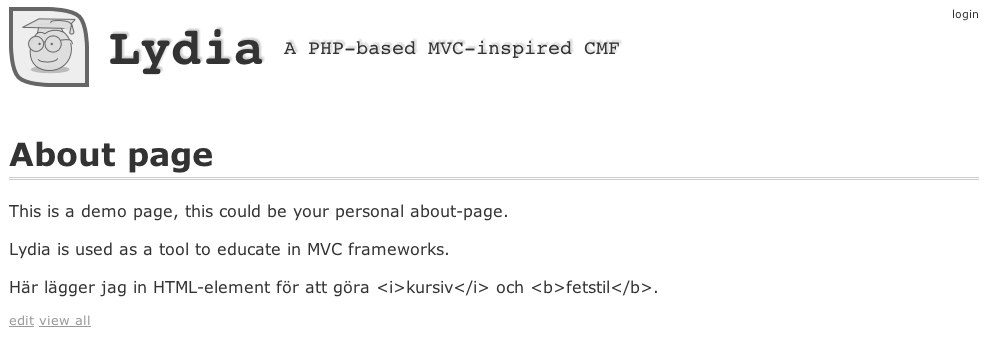 login
Lydia A PHP-based MVC-inspired CMF
About page
This is a demo page, this could be your personal about-page.
Lydia is used as a tool to educate in MVC frameworks.
Här lägger jag in HTML-element för att göra <i>kursiv</i> och <b>fetstil</b>.
edit view all